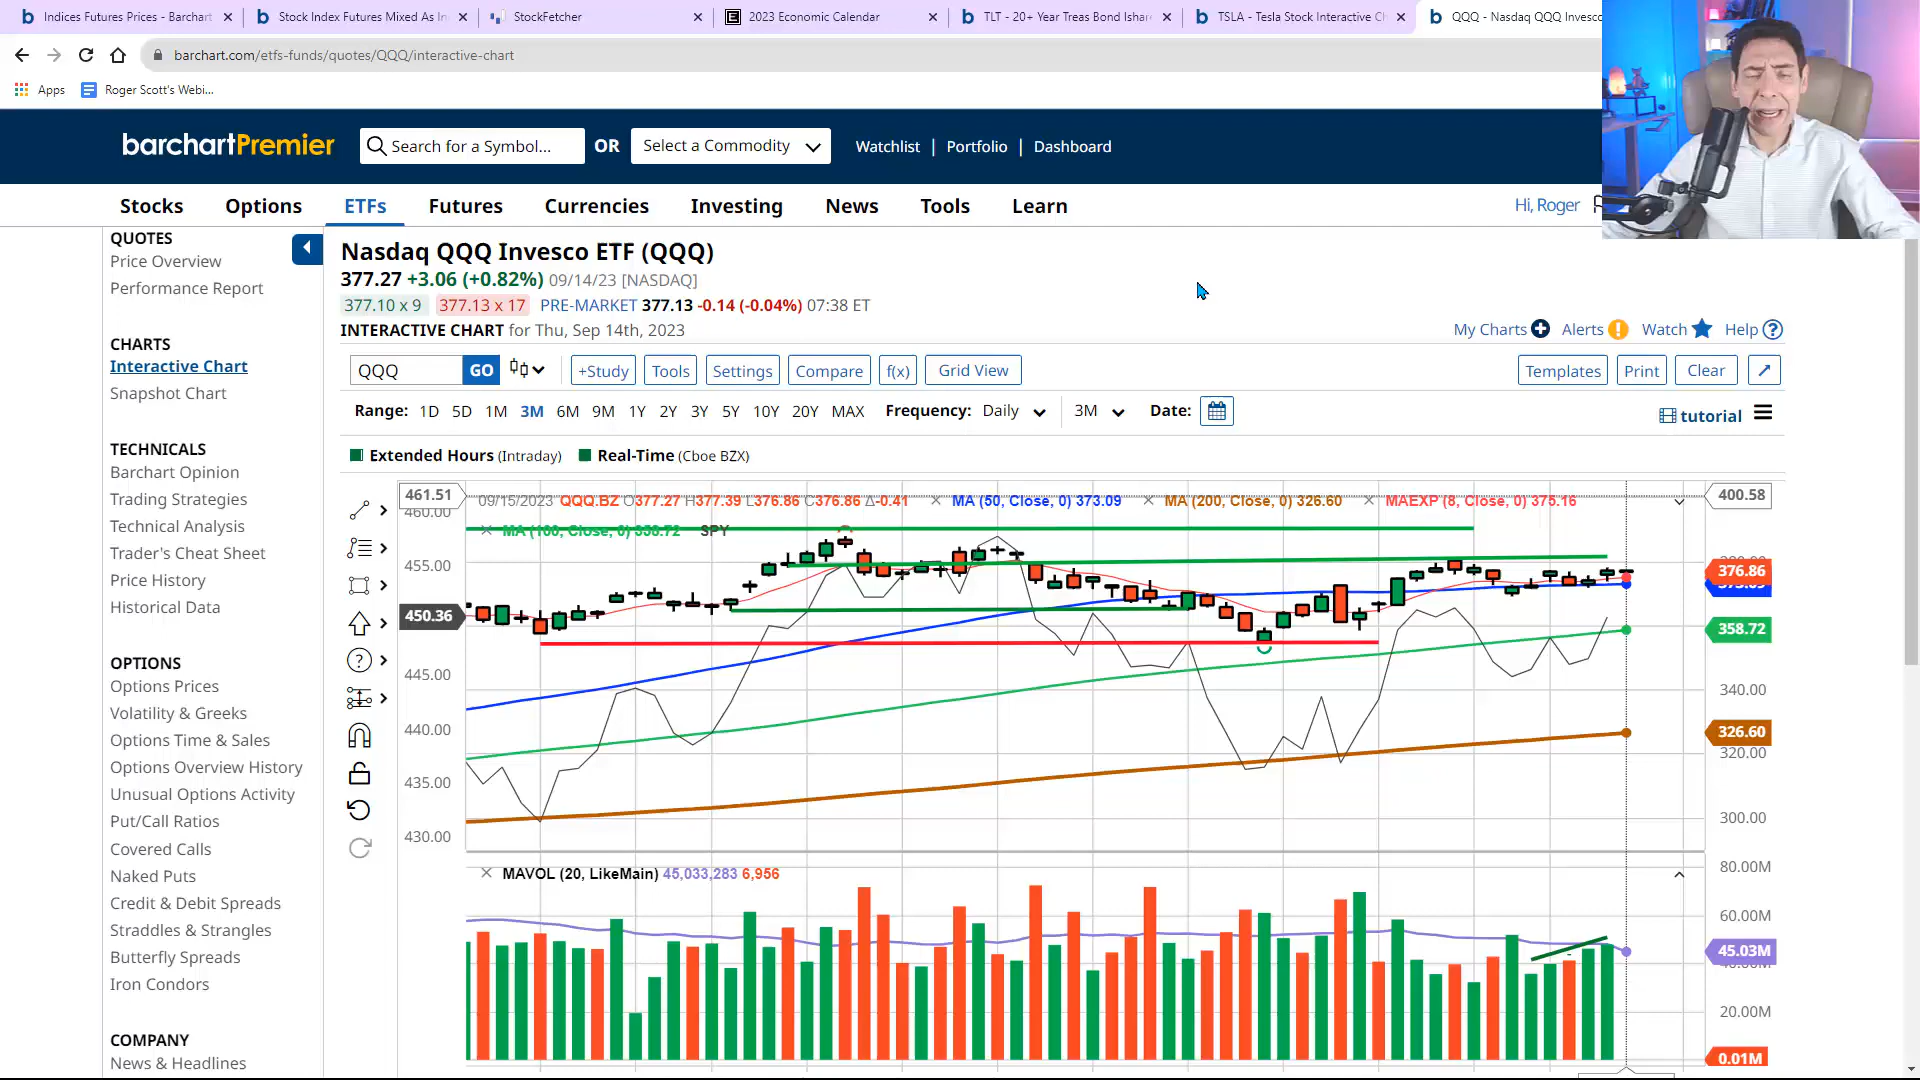 Indices Futures Prices - Barchart
Stock Index Futures Mixed As In
StockFetcher
2023 Economic Calendar
TLT - 20+ Year Treas Bond Ishare
TSLA - Tesla Stock Interactive Ch
QQQ - Nasdaq QQQ Invesco
barchart.com/etfs-funds/quotes/QQQ/interactive-chart
Apps
Roger Scott's Webi...
barchartPremier
Search for a Symbol...
OR
Select a Commodity
Watchlist | Portfolio | Dashboard
Stocks Options ETFs Futures Currencies Investing News Tools Learn
Hi, Roger
QUOTES
Price Overview
Performance Report
CHARTS
Interactive Chart
Snapshot Chart
TECHNICALS
Barchart Opinion
Trading Strategies
Technical Analysis
Trader's Cheat Sheet
Price History
Historical Data
OPTIONS
Options Prices
Volatility & Greeks
Options Time & Sales
Options Overview History
Unusual Options Activity
Put/Call Ratios
Covered Calls
Naked Puts
Credit & Debit Spreads
Straddles & Strangles
Butterfly Spreads
Iron Condors
COMPANY
News & Headlines
Nasdaq QQQ Invesco ETF (QQQ)
377.27 +3.06 (+0.82%) 09/14/23 [NASDAQ]
377.10 x 9 377.13 x 17 PRE-MARKET 377.13 -0.14 (-0.04%) 07:38 ET
INTERACTIVE CHART for Thu, Sep 14th, 2023
My Charts Alerts Watch Help
QQQ GO +Study Tools Settings Compare f(x) Grid View
Templates Print Clear
Range: 1D 5D 1M 3M 6M 9M 1Y 2Y 3Y 5Y 10Y 20Y MAX Frequency: Daily 3M Date:
tutorial
Extended Hours (Intraday) Real-Time (Cboe BZX)
09/15/2023 QQQ.BZ O377.27 H377.39 L376.86 C376.86 Δ-0.41 MA (50, Close, 0) 373.09 MA (200, Close, 0) 326.60 MAEXP (8, Close, 0) 375.16
MA (100, Close, 0) 358.72 SPY
461.51
460.00
455.00
450.36
445.00
440.00
435.00
430.00
400.58
376.86
358.72
340.00
326.60
320.00
300.00
MAVOL (20, LikeMain) 45,033,283 6,956
80.00M
60.00M
45.03M
20.00M
0.01M